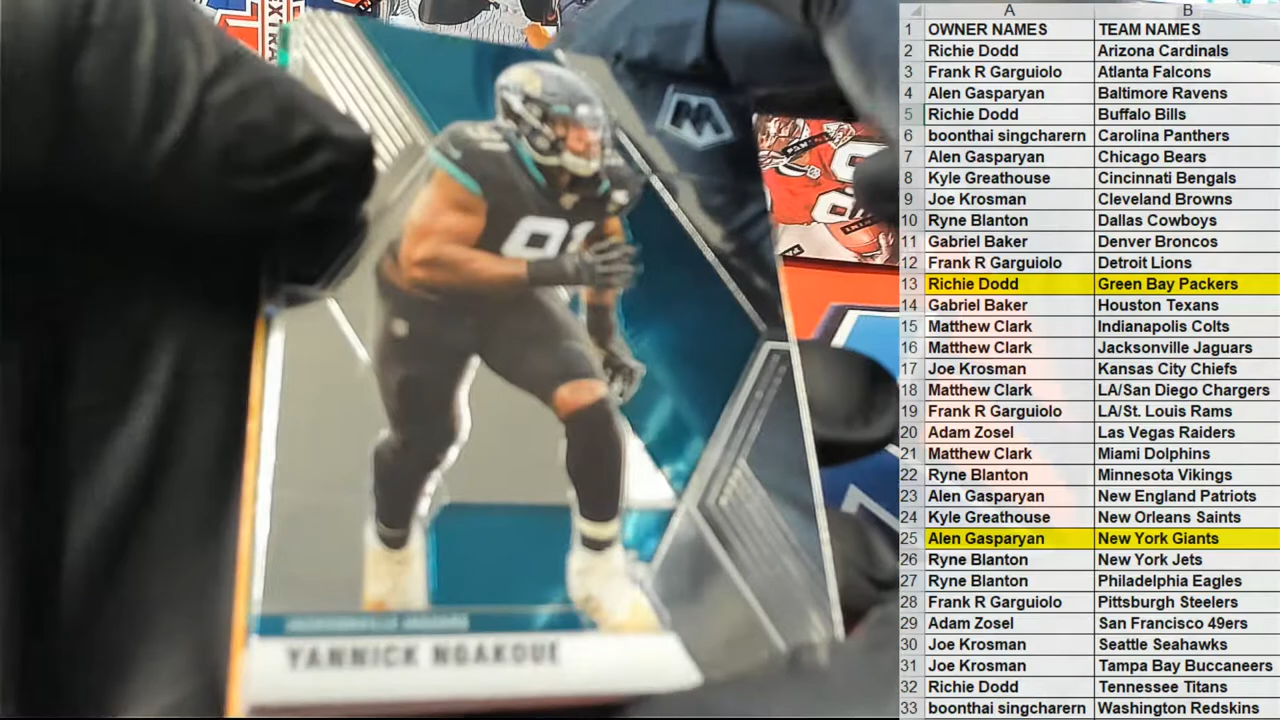 EXTRA
91
JACKSONVILLE JAGUARS
YANNICK NGAKOUE
A B
1 OWNER NAMES TEAM NAMES
2 Richie Dodd Arizona Cardinals
3 Frank R Garguiolo Atlanta Falcons
4 Alen Gasparyan Baltimore Ravens
5 Richie Dodd Buffalo Bills
6 boonthai singcharern Carolina Panthers
7 Alen Gasparyan Chicago Bears
8 Kyle Greathouse Cincinnati Bengals
9 Joe Krosman Cleveland Browns
10 Ryne Blanton Dallas Cowboys
11 Gabriel Baker Denver Broncos
12 Frank R Garguiolo Detroit Lions
13 Richie Dodd Green Bay Packers
14 Gabriel Baker Houston Texans
15 Matthew Clark Indianapolis Colts
16 Matthew Clark Jacksonville Jaguars
17 Joe Krosman Kansas City Chiefs
18 Matthew Clark LA/San Diego Chargers
19 Frank R Garguiolo LA/St. Louis Rams
20 Adam Zosel Las Vegas Raiders
21 Matthew Clark Miami Dolphins
22 Ryne Blanton Minnesota Vikings
23 Alen Gasparyan New England Patriots
24 Kyle Greathouse New Orleans Saints
25 Alen Gasparyan New York Giants
26 Ryne Blanton New York Jets
27 Ryne Blanton Philadelphia Eagles
28 Frank R Garguiolo Pittsburgh Steelers
29 Adam Zosel San Francisco 49ers
30 Joe Krosman Seattle Seahawks
31 Joe Krosman Tampa Bay Buccaneers
32 Richie Dodd Tennessee Titans
33 boonthai singcharern Washington Redskins